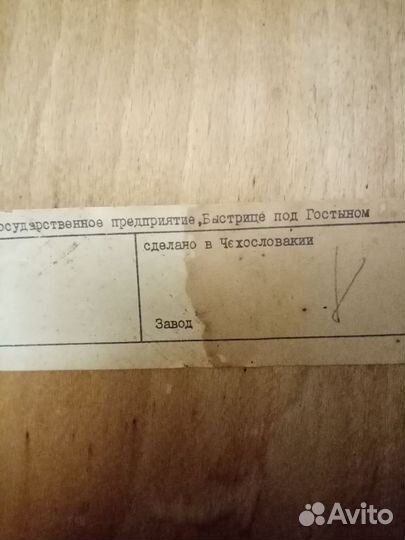 осударственное предприятие,Быстрице под Гостыном
сделано в Чехословакии
Завод
Avito